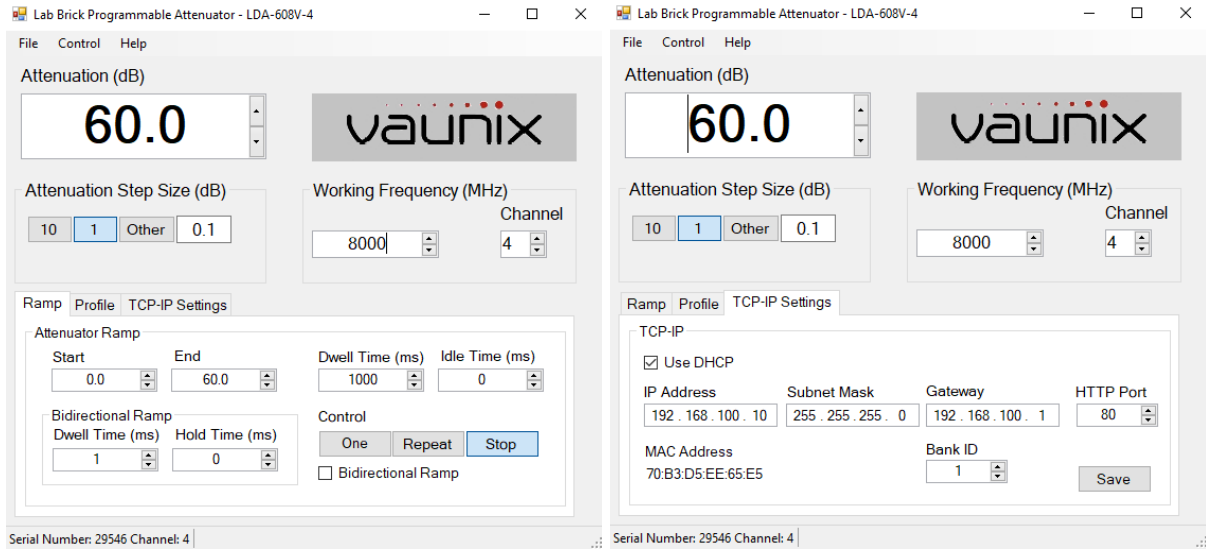 Lab Brick Programmable Attenuator - LDA-608V-4
File Control Help
Attenuation (dB)
60.0
vaunix
Attenuation Step Size (dB)
10 1 Other 0.1
Working Frequency (MHz)
Channel
8000 4
Ramp Profile TCP-IP Settings
Attenuator Ramp
Start End Dwell Time (ms) Idle Time (ms)
0.0 60.0 1000 0
Bidirectional Ramp
Dwell Time (ms) Hold Time (ms)
1 0
Control
One Repeat Stop
Bidirectional Ramp
Serial Number: 29546 Channel: 4
Lab Brick Programmable Attenuator - LDA-608V-4
File Control Help
Attenuation (dB)
60.0
vaunix
Attenuation Step Size (dB)
10 1 Other 0.1
Working Frequency (MHz)
Channel
8000 4
Ramp Profile TCP-IP Settings
TCP-IP
Use DHCP
IP Address Subnet Mask Gateway HTTP Port
192 . 168 . 100 . 10 255 . 255 . 255 . 0 192 . 168 . 100 . 1 80
MAC Address Bank ID
70:B3:D5:EE:65:E5 1
Save
Serial Number: 29546 Channel: 4